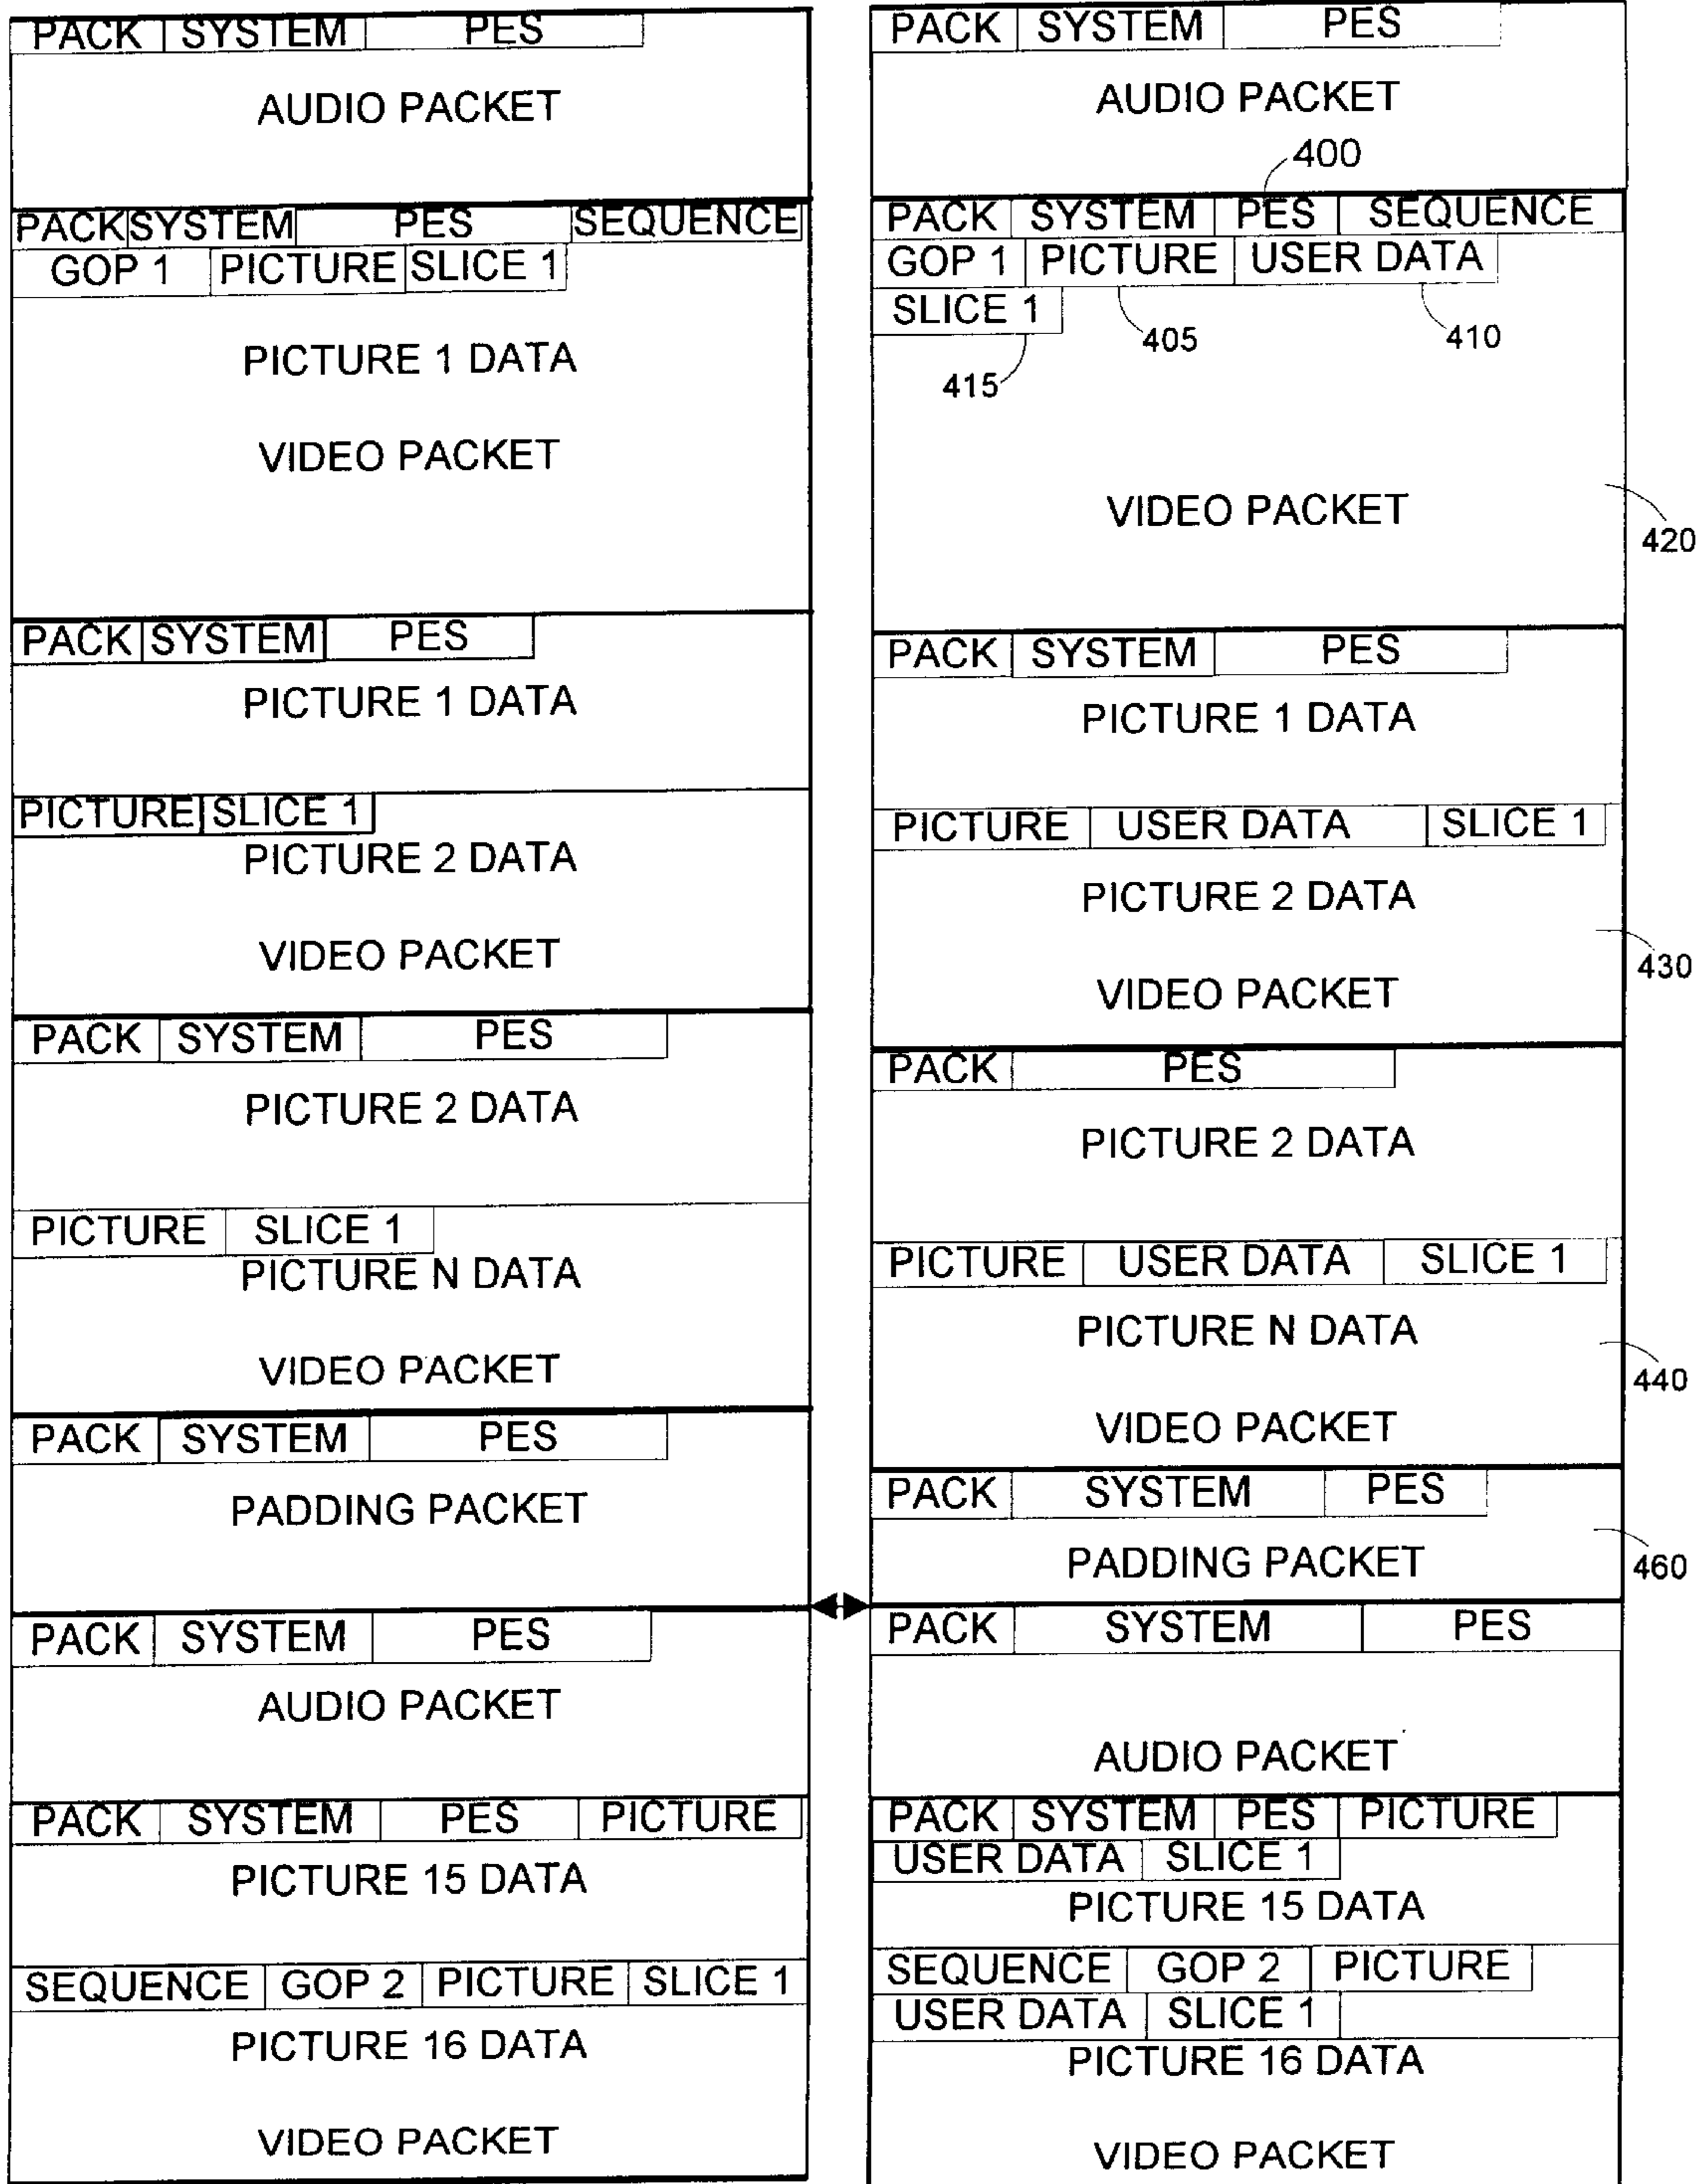 PACK SYSTEM PES
AUDIO PACKET
PACK SYSTEM PES SEQUENCE
GOP 1 PICTURE SLICE 1
PICTURE 1 DATA
VIDEO PACKET
PACK SYSTEM PES
PICTURE 1 DATA
PICTURE SLICE 1
PICTURE 2 DATA
VIDEO PACKET
PACK SYSTEM PES
PICTURE 2 DATA
PICTURE SLICE 1
PICTURE N DATA
VIDEO PACKET
PACK SYSTEM PES
PADDING PACKET
PACK SYSTEM PES
AUDIO PACKET
PACK SYSTEM PES PICTURE
PICTURE 15 DATA
SEQUENCE GOP 2 PICTURE SLICE 1
PICTURE 16 DATA
VIDEO PACKET
PACK SYSTEM PES
AUDIO PACKET
400
PACK SYSTEM PES SEQUENCE
GOP 1 PICTURE USER DATA
SLICE 1
405
410
415
VIDEO PACKET
420
PACK SYSTEM PES
PICTURE 1 DATA
PICTURE USER DATA SLICE 1
PICTURE 2 DATA
430
VIDEO PACKET
PACK PES
PICTURE 2 DATA
PICTURE USER DATA SLICE 1
PICTURE N DATA
440
VIDEO PACKET
PACK SYSTEM PES
PADDING PACKET
460
PACK SYSTEM PES
AUDIO PACKET
PACK SYSTEM PES PICTURE
USER DATA SLICE 1
PICTURE 15 DATA
SEQUENCE GOP 2 PICTURE
USER DATA SLICE 1
PICTURE 16 DATA
VIDEO PACKET